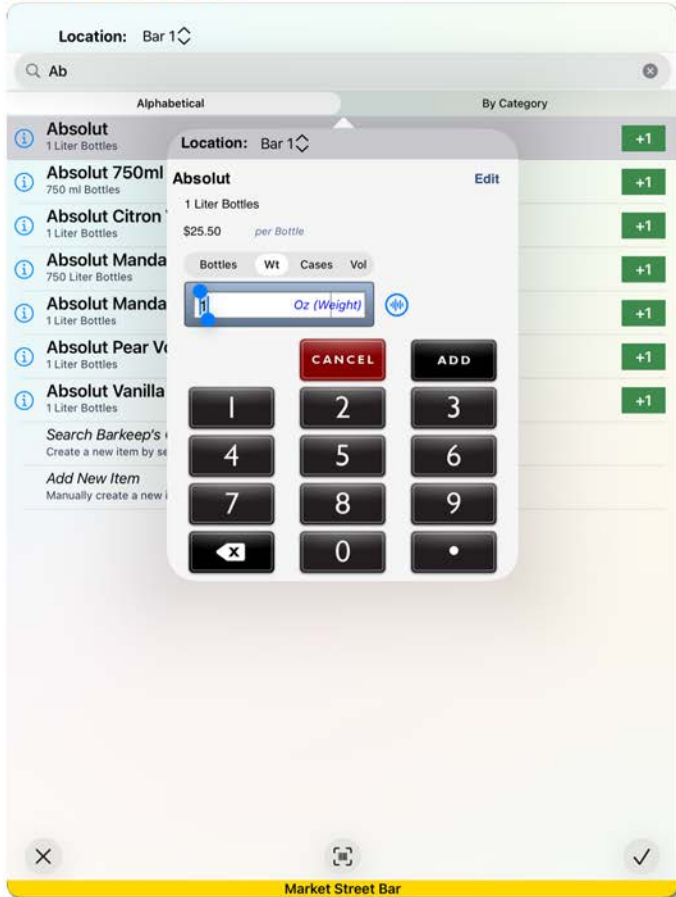 Location: Bar 1
Ab
Alphabetical By Category
Absolut
1 Liter Bottles
+1
Absolut 750ml
750 ml Bottles
+1
Absolut Citron
1 Liter Bottles
+1
Absolut Manda
750 Liter Bottles
+1
Absolut Manda
1 Liter Bottles
+1
Absolut Pear
1 Liter Bottles
+1
Absolut Vanilla
1 Liter Bottles
+1
Search Barkeep's
Create a new item by se
Add New Item
Manually create a new
Location: Bar 1
Absolut Edit
1 Liter Bottles
$25.50 per Bottle
Bottles Wt Cases Vol
1 Oz (Weight)
CANCEL ADD
1 2 3
4 5 6
7 8 9
0 .
Market Street Bar